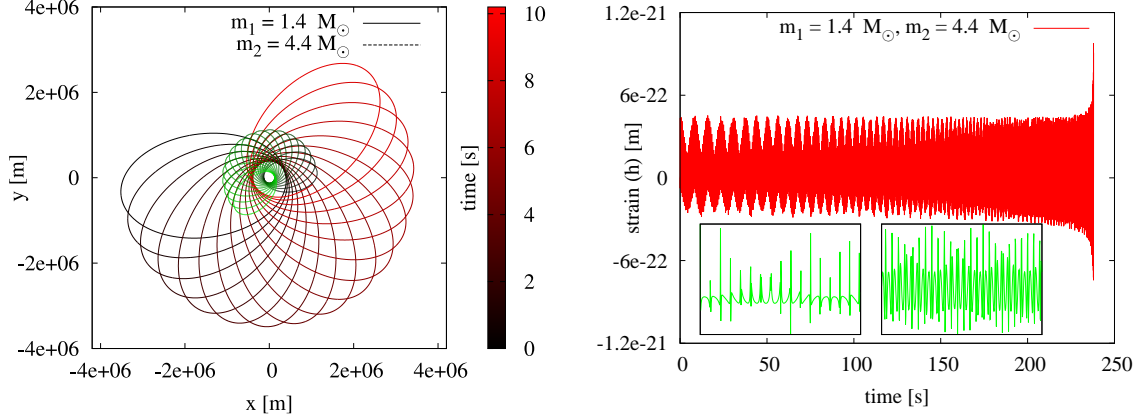 m₁ = 1.4 M☉
m₂ = 4.4 M☉
4e+06
2e+06
0
-2e+06
-4e+06
y [m]
-4e+06 -2e+06 0 2e+06 4e+06
x [m]
10
8
6
4
2
0
time [s]
m₁ = 1.4 M☉, m₂ = 4.4 M☉
1.2e-21
6e-22
0
-6e-22
-1.2e-21
strain (h) [m]
0 50 100 150 200 250
time [s]